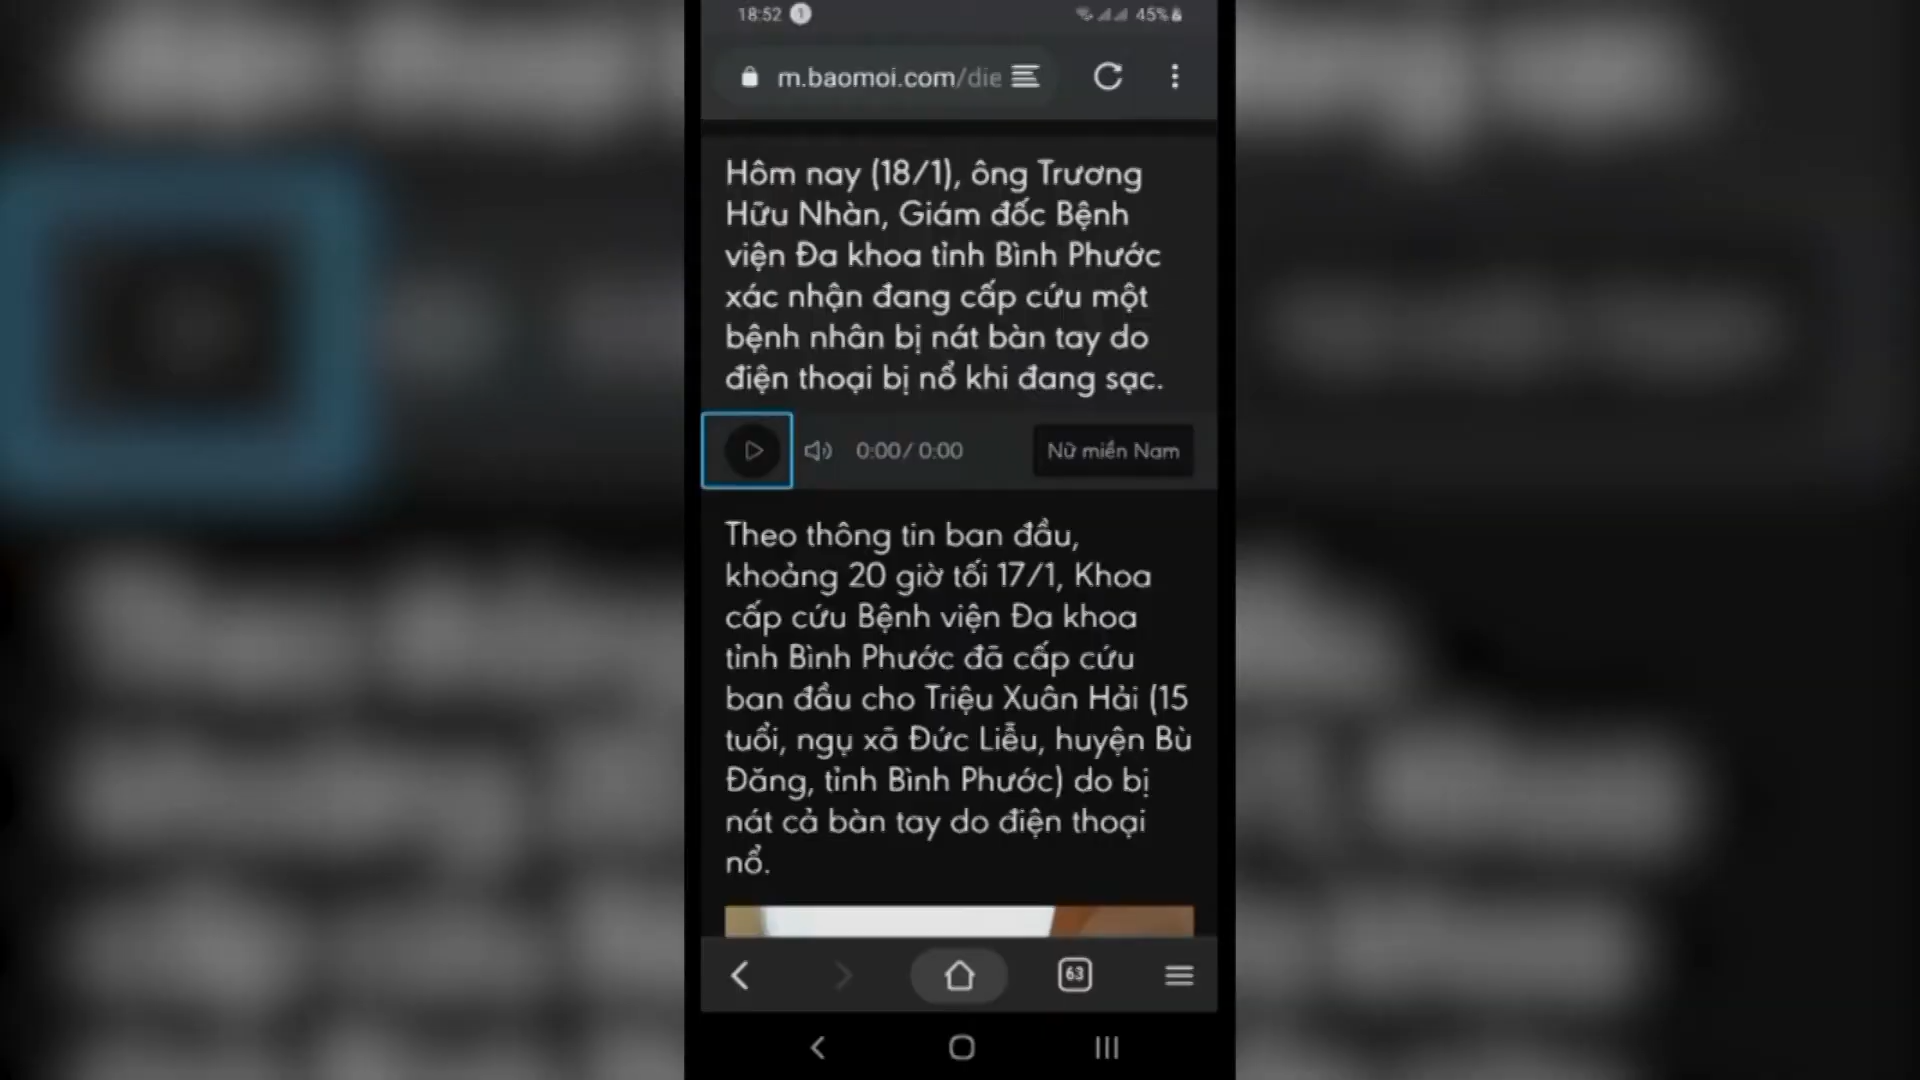 18:52 1 45%
m.baomoi.com/die
Hôm nay (18/1), ông Trương
Hữu Nhàn, Giám đốc Bệnh
viện Đa khoa tỉnh Bình Phước
xác nhận đang cấp cứu một
bệnh nhân bị nát bàn tay do
điện thoại bị nổ khi đang sạc.
0:00/ 0:00 Nữ miền Nam
Theo thông tin ban đầu,
khoảng 20 giờ tối 17/1, Khoa
cấp cứu Bệnh viện Đa khoa
tỉnh Bình Phước đã cấp cứu
ban đầu cho Triệu Xuân Hải (15
tuổi, ngụ xã Đức Liễu, huyện Bù
Đăng, tỉnh Bình Phước) do bị
nát cả bàn tay do điện thoại
nổ.
63